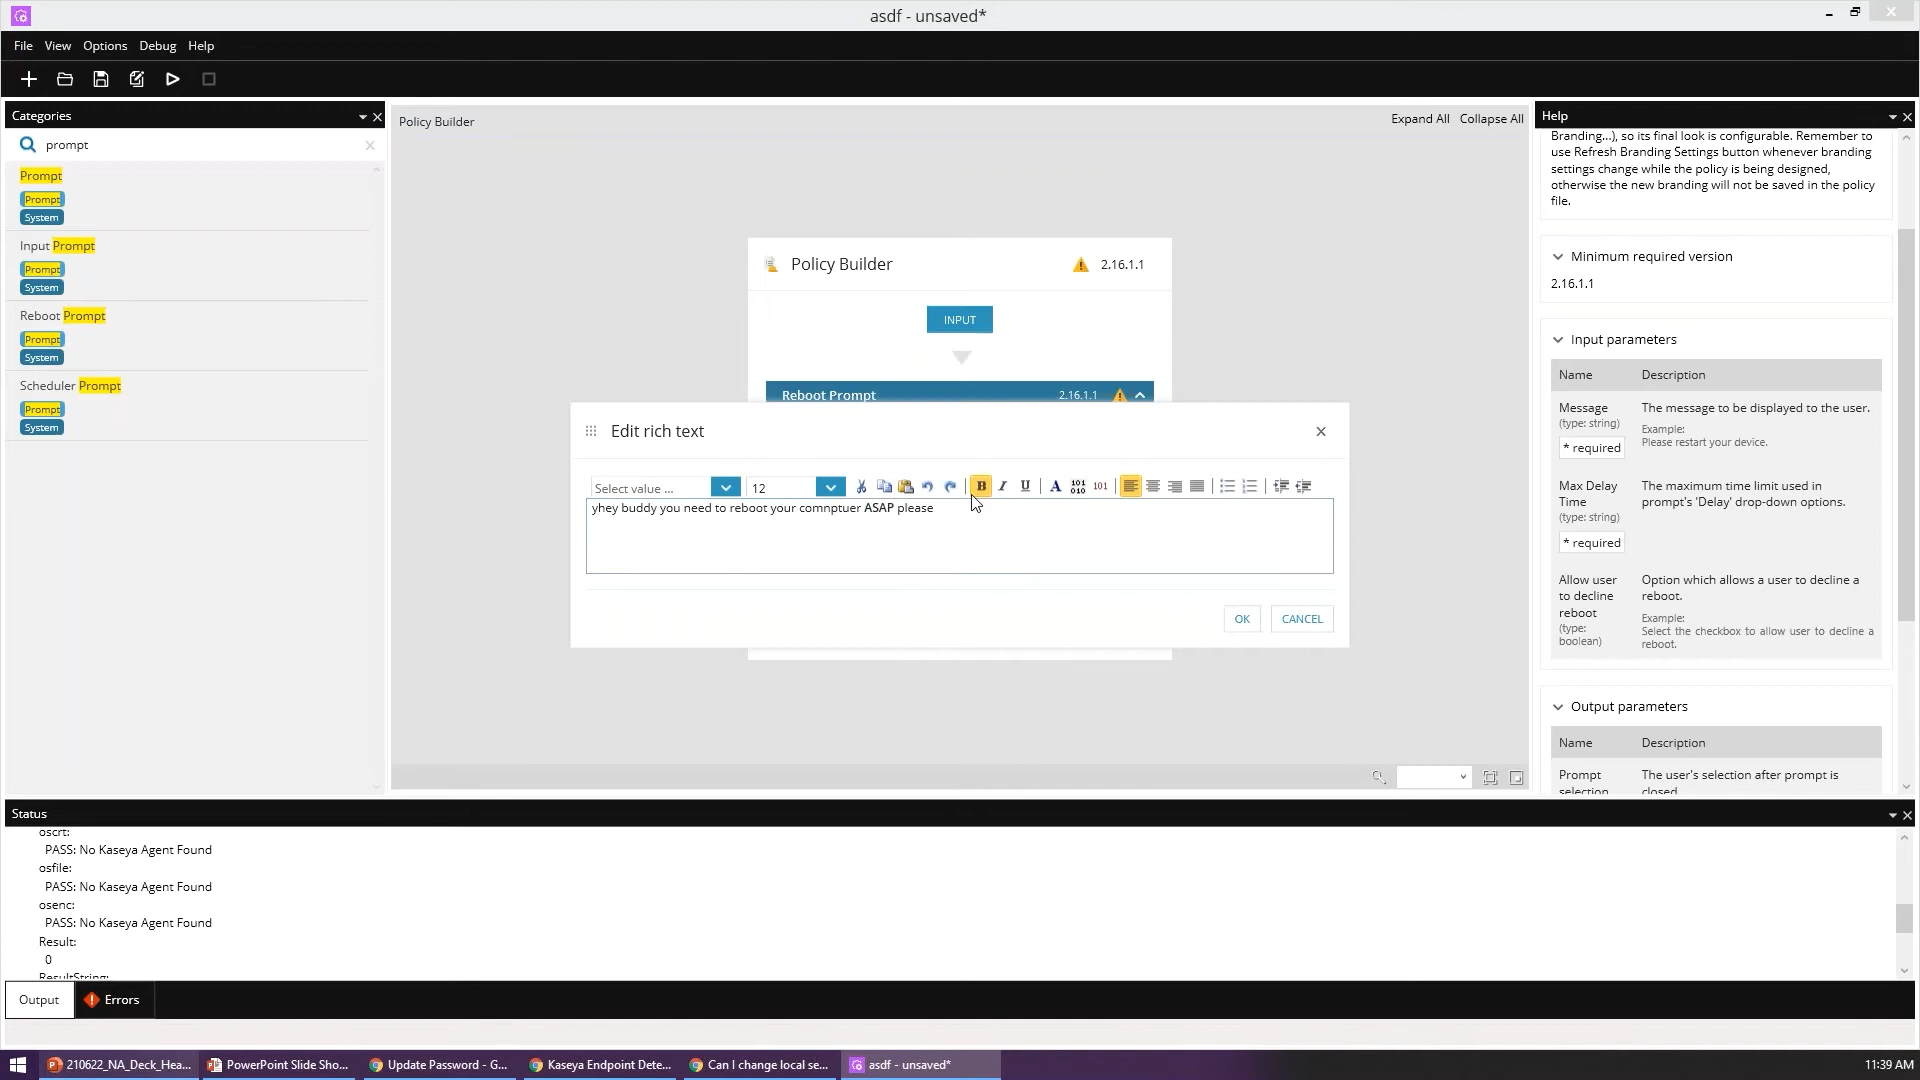 asdf - unsaved*
File View Options Debug Help
Categories
prompt
Prompt
Prompt
System
Input Prompt
Prompt
System
Reboot Prompt
Prompt
System
Scheduler Prompt
Prompt
System
Policy Builder
Expand All Collapse All
Policy Builder
2.16.1.1
INPUT
Reboot Prompt
2.16.1.1
Edit rich text
Select value ...
12
yhey buddy you need to reboot your comnptuer ASAP please
OK
CANCEL
Help
Branding...), so its final look is configurable. Remember to
use Refresh Branding Settings button whenever branding
settings change while the policy is being designed,
otherwise the new branding will not be saved in the policy
file.
Minimum required version
2.16.1.1
Input parameters
Name Description
Message
(type: string)
* required
The message to be displayed to the user.
Example:
Please restart your device.
Max Delay
Time
(type: string)
* required
The maximum time limit used in
prompt's 'Delay' drop-down options.
Allow user
to decline
reboot
(type:
boolean)
Option which allows a user to decline a
reboot.
Example:
Select the checkbox to allow user to decline a
reboot.
Output parameters
Name Description
Prompt
selection
The user's selection after prompt is
closed.
Status
oscrt:
PASS: No Kaseya Agent Found
osfile:
PASS: No Kaseya Agent Found
osenc:
PASS: No Kaseya Agent Found
Result:
0
ResultString:
Output
Errors
210622_NA_Deck_Hea...
PowerPoint Slide Sho...
Update Password - G...
Kaseya Endpoint Dete...
Can I change local se...
asdf - unsaved*
11:39 AM